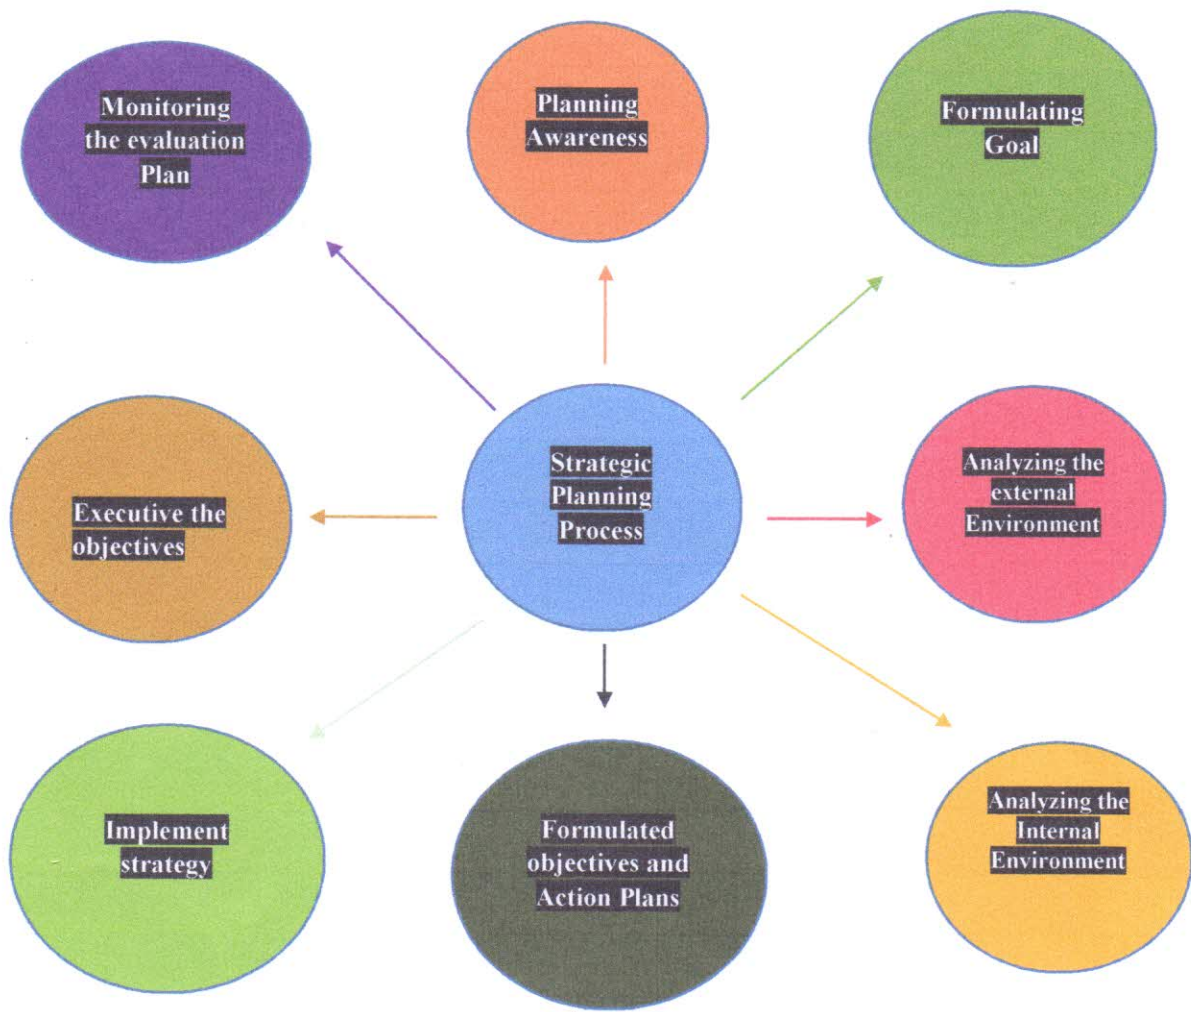 Monitoring
the evaluation
Plan
Planning
Awareness
Formulating
Goal
Executive the
objectives
Strategic
Planning
Process
Analyzing the
external
Environment
Implement
strategy
Formulated
objectives and
Action Plans
Analyzing the
Internal
Environment